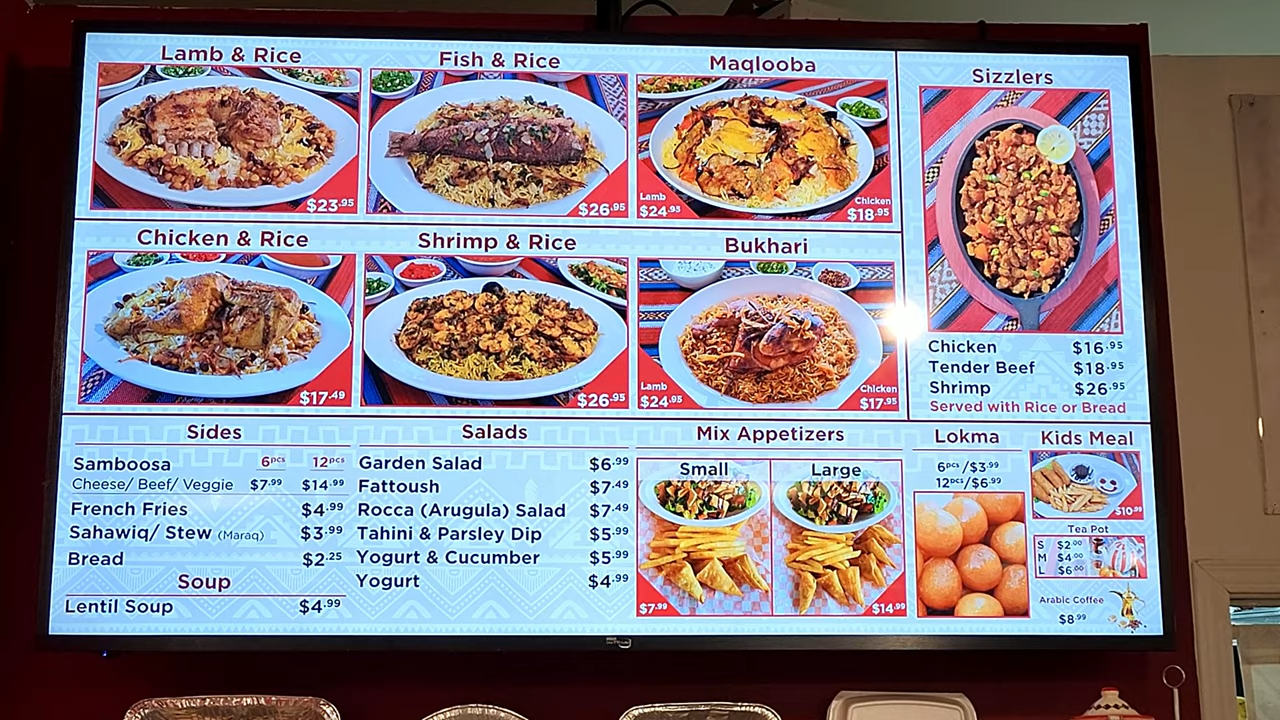 Lamb & Rice
$23.95
Fish & Rice
$26.95
Maqlooba
Lamb
$24.95
Chicken
$18.95
Chicken & Rice
$17.49
Shrimp & Rice
$26.95
Bukhari
Lamb
$24.95
Chicken
$17.95
Sizzlers
Chicken $16.95
Tender Beef $18.95
Shrimp $26.95
Served with Rice or Bread
Sides
Samboosa 6pcs 12pcs
Cheese/ Beef/ Veggie $7.99 $14.99
French Fries $4.99
Sahawiq/ Stew (Maraq) $3.99
Bread $2.25
Soup
Lentil Soup $4.99
Salads
Garden Salad $6.99
Fattoush $7.49
Rocca (Arugula) Salad $7.49
Tahini & Parsley Dip $5.99
Yogurt & Cucumber $5.99
Yogurt $4.99
Mix Appetizers
Small
$7.99
Large
$14.99
Lokma
6pcs/$3.99
12pcs/$6.99
Kids Meal
$10.99
Tea Pot
S $2.00
M $4.00
L $6.00
Arabic Coffee
$8.99